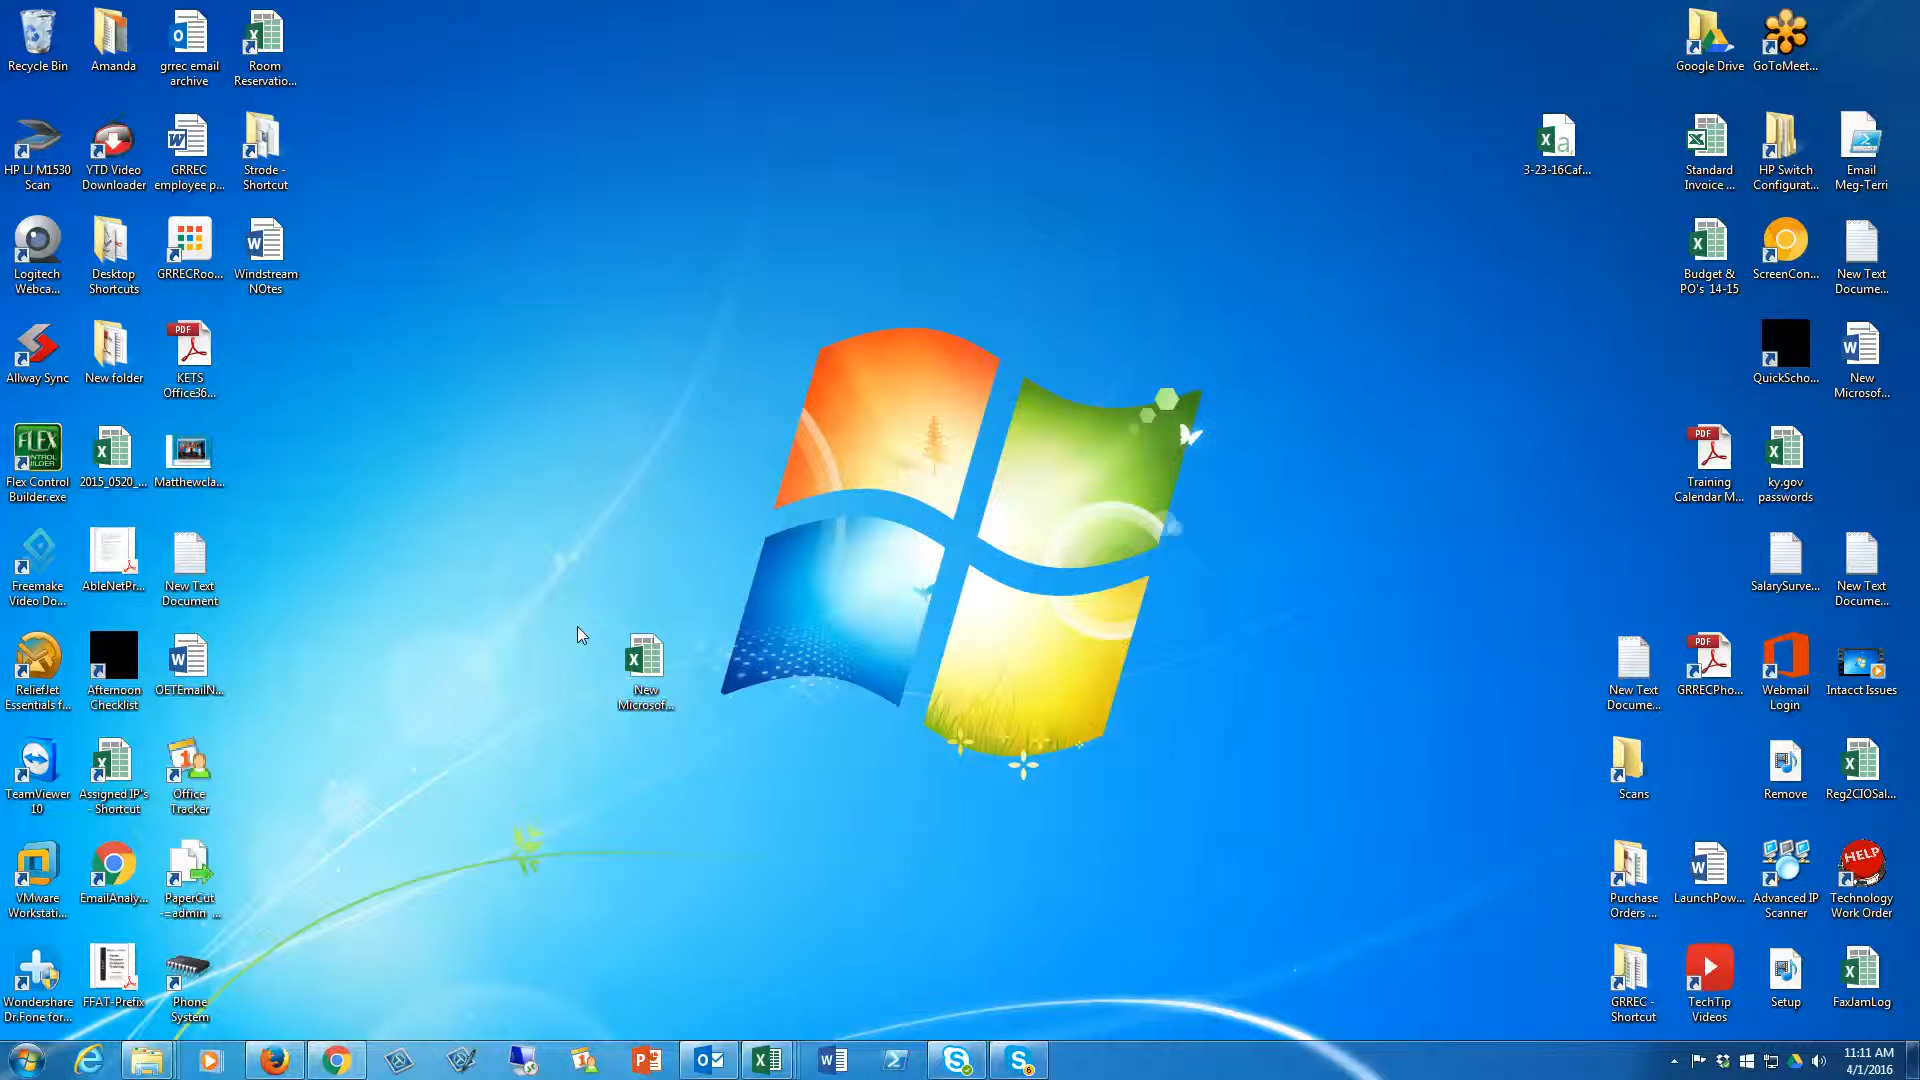 Recycle Bin
Amanda
grrec email
archive
Room
Reservatio...
Google Drive
GoToMeet...
HP LJ M1530
Scan
YTD Video
Downloader
GRREC
employee p...
Strode -
Shortcut
3-23-16Caf...
Standard
Invoice ...
HP Switch
Configurat...
Email
Meg-Terri
Logitech
Webca...
Desktop
Shortcuts
GRRECRoo...
Windstream
NOtes
Budget &
PO's 14-15
ScreenCon...
New Text
Docume...
Allway Sync
New folder
PDF
KETS
Office36...
QuickScho...
New
Microsof...
FLEX
CONTROL
BUILDER
Flex Control
Builder.exe
2015_0520_...
Matthewcla...
PDF
Training
Calendar M...
ky.gov
passwords
Freemake
Video Do...
AbleNetPr...
New Text
Document
SalarySurve...
New Text
Docume...
ReliefJet
Essentials f...
Afternoon
Checklist
OETEmailN...
New
Microsof...
New Text
Docume...
PDF
GRRECPho...
Webmail
Login
Intacct Issues
TeamViewer
10
Assigned IP's
- Shortcut
Office
Tracker
Scans
Remove
Reg2CIOSal...
VMware
Workstati...
EmailAnaly...
PaperCut
-=admin ...
Purchase
Orders ...
LaunchPow...
Advanced IP
Scanner
HELP
Technology
Work Order
Wondershare
Dr.Fone for...
FFAT-Prefix
Phone
System
GRREC -
Shortcut
TechTip
Videos
Setup
FaxJamLog
11:11 AM
4/1/2016